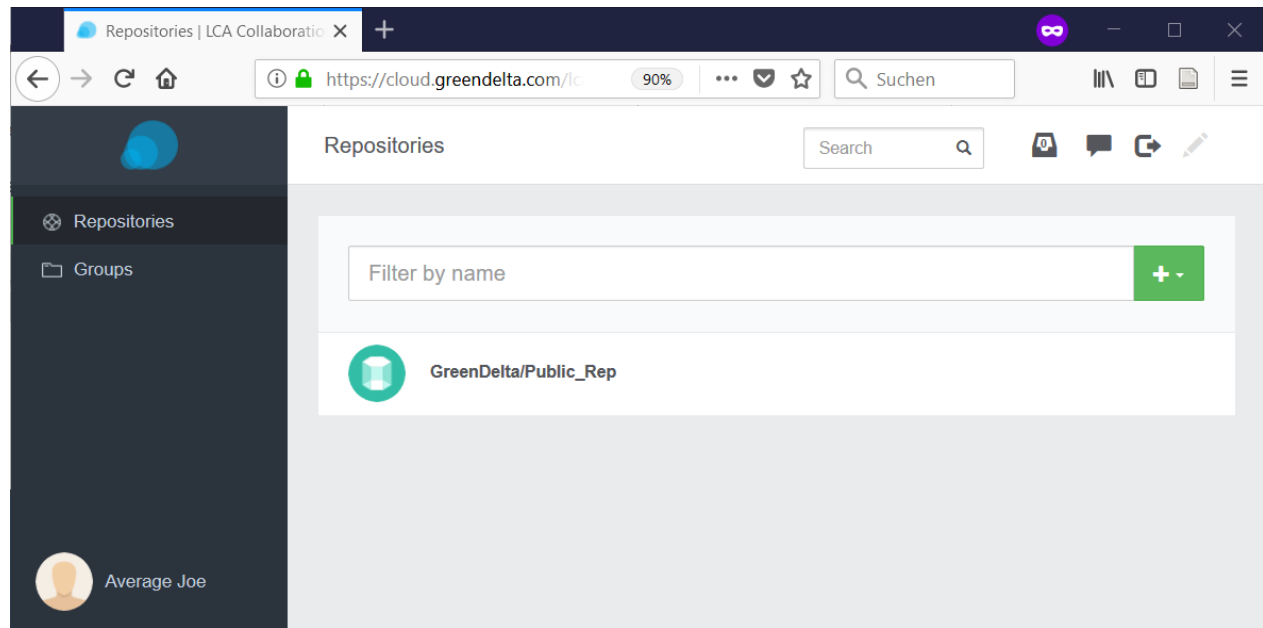 Repositories | LCA Collaboratio
https://cloud.greendelta.com/lc
90%
Suchen
Repositories
Search
0
Repositories
Groups
Filter by name
GreenDelta/Public_Rep
Average Joe